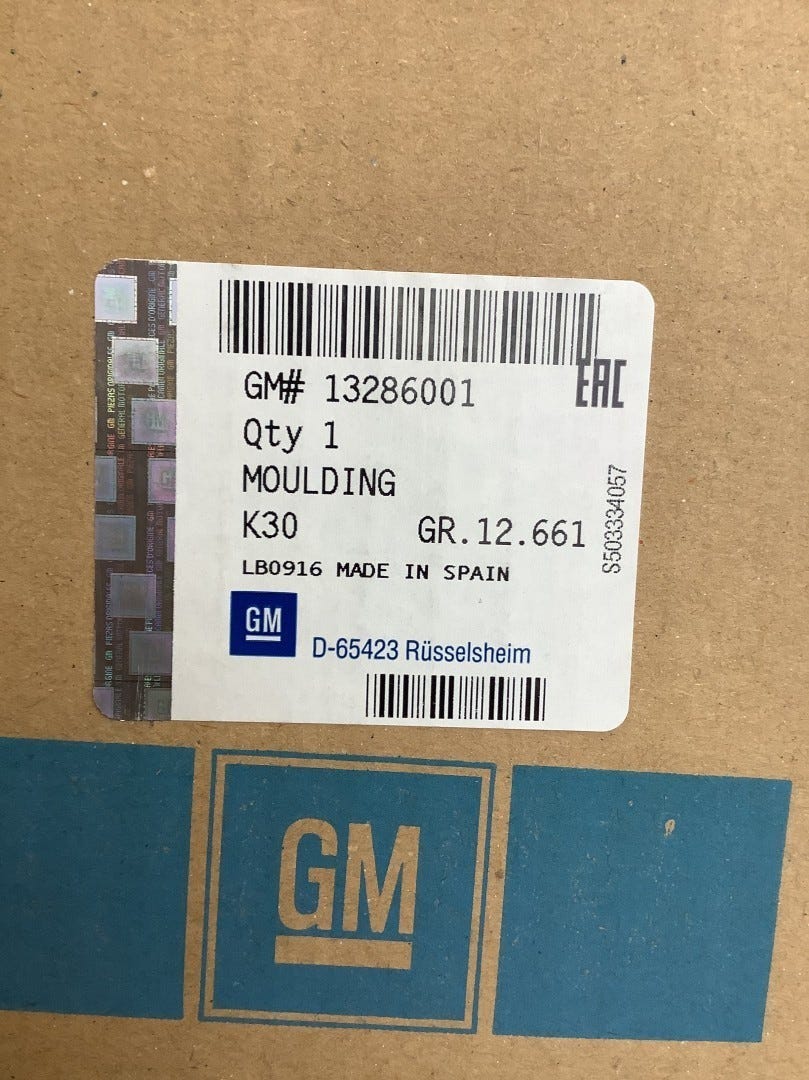 GM# 13286001
EAC
Qty 1
MOULDING
K30 GR.12.661
S503334057
LB0916 MADE IN SPAIN
GM
D-65423 Rüsselsheim
GM